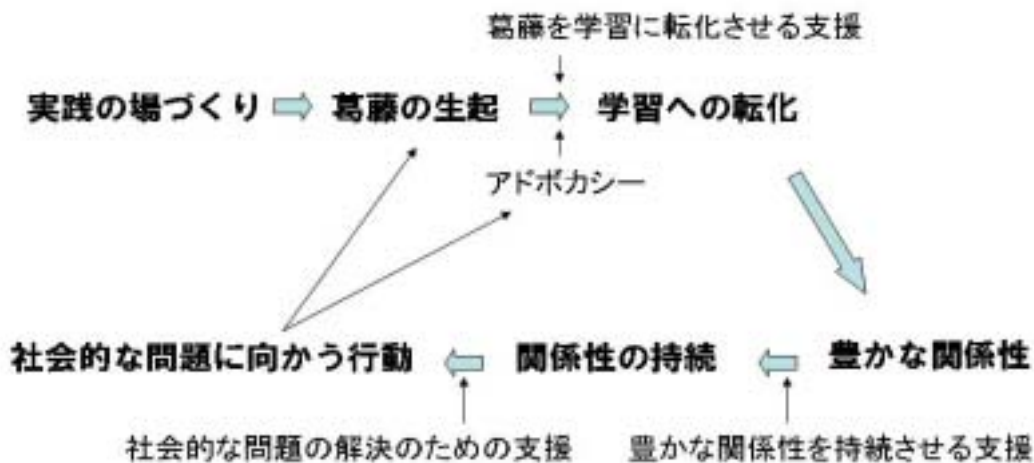 葛藤を学習に転化させる支援
実践の場づくり 葛藤の生起 学習への転化
アドボカシー
社会的な問題に向かう行動 関係性の持続 豊かな関係性
社会的な問題の解決のための支援 豊かな関係性を持続させる支援